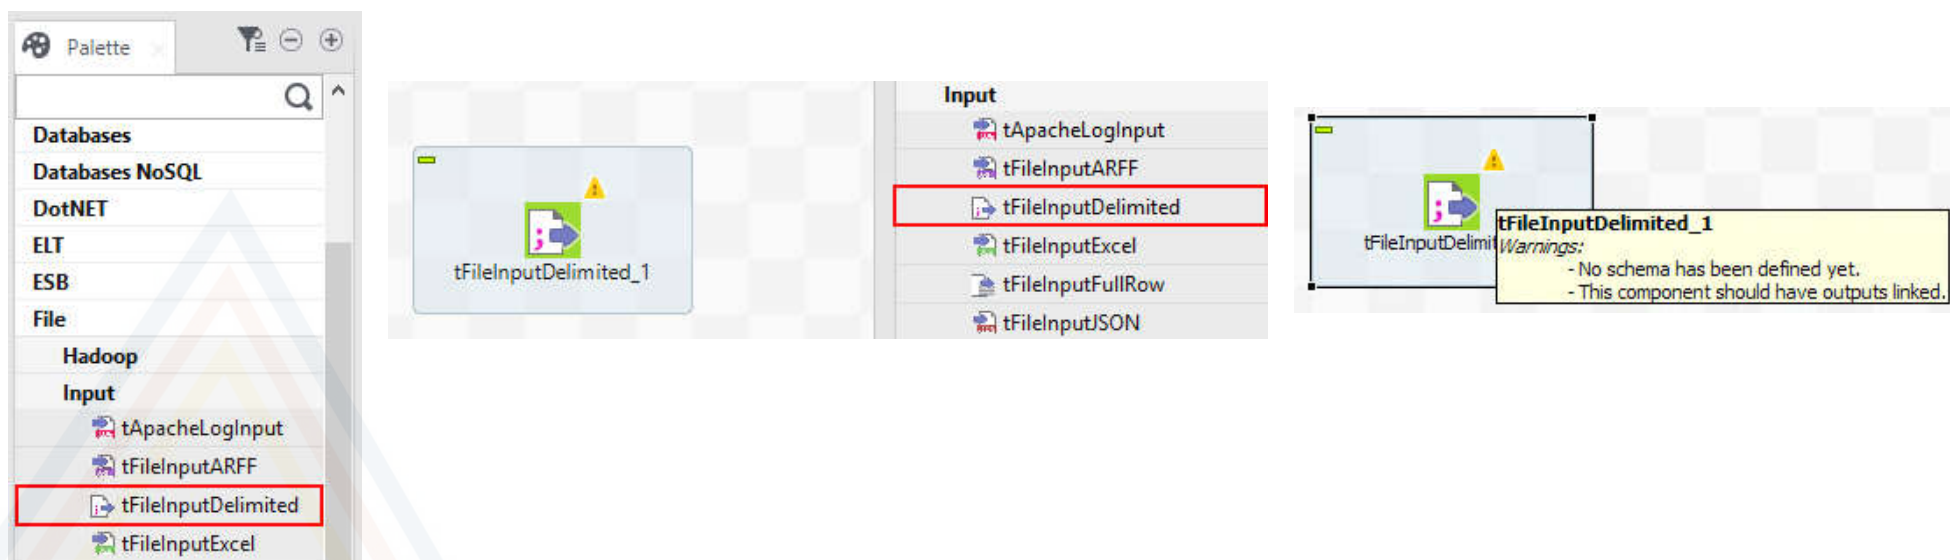 Palette
Databases
Databases NoSQL
DotNET
ELT
ESB
File
Hadoop
Input
tApacheLogInput
tFileInputARFF
tFileInputDelimited
tFileInputExcel
tFileInputDelimited_1
Input
tApacheLogInput
tFileInputARFF
tFileInputDelimited
tFileInputExcel
tFileInputFullRow
tFileInputJSON
tFileInputDelimit
tFileInputDelimited_1
Warnings:
- No schema has been defined yet.
- This component should have outputs linked.